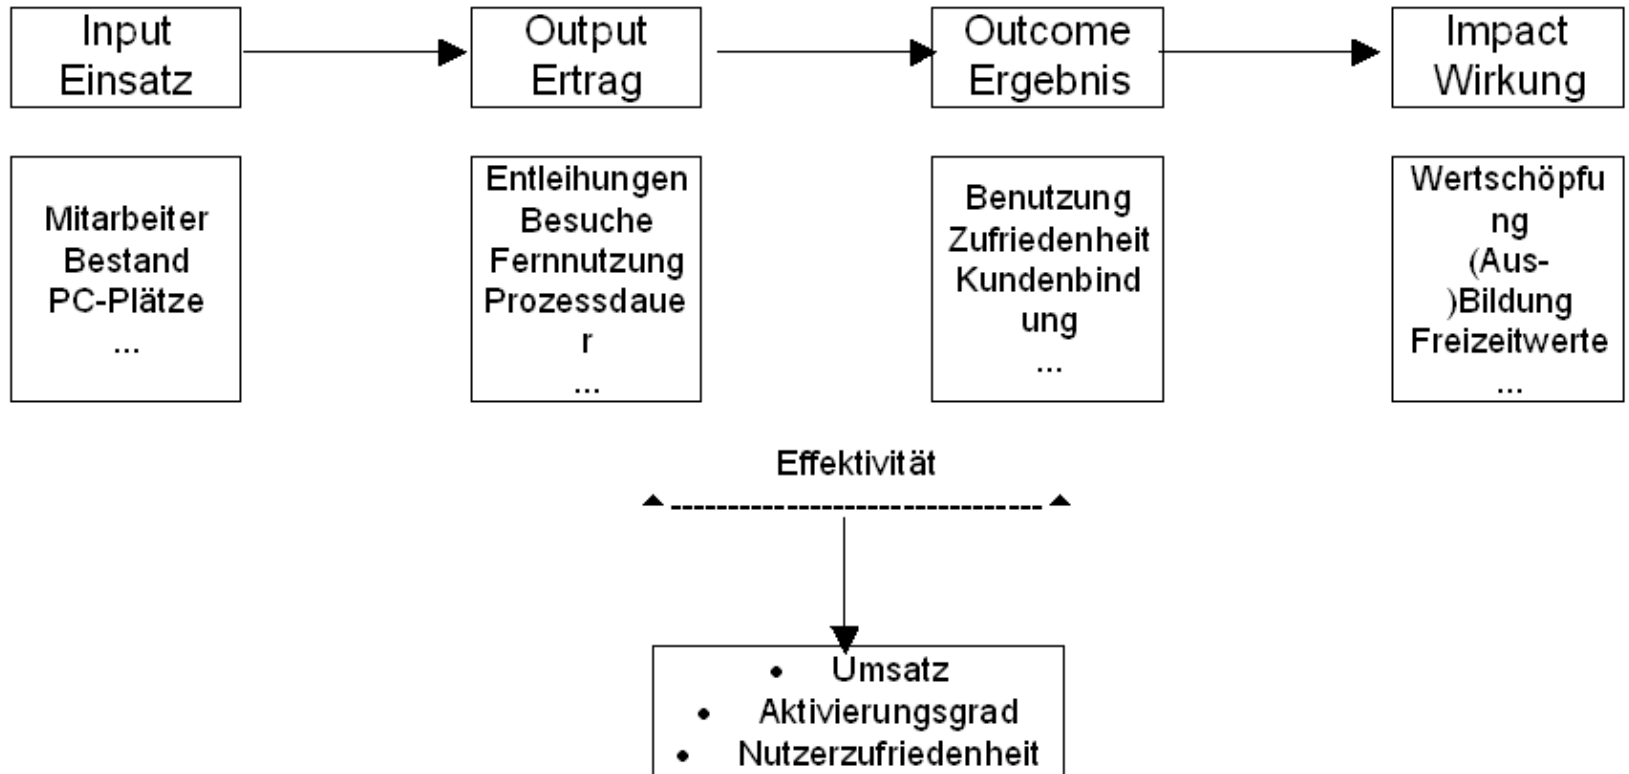 Input
Einsatz
Output
Ertrag
Outcome
Ergebnis
Impact
Wirkung
Mitarbeiter
Bestand
PC-Plätze
...
Entleihungen
Besuche
Fernnutzung
Prozessdaue
r
...
Benutzung
Zufriedenheit
Kundenbind
ung
...
Wertschöpfu
ng
(Aus-
)Bildung
Freizeitwerte
...
Effektivität
• Umsatz
• Aktivierungsgrad
• Nutzerzufriedenheit